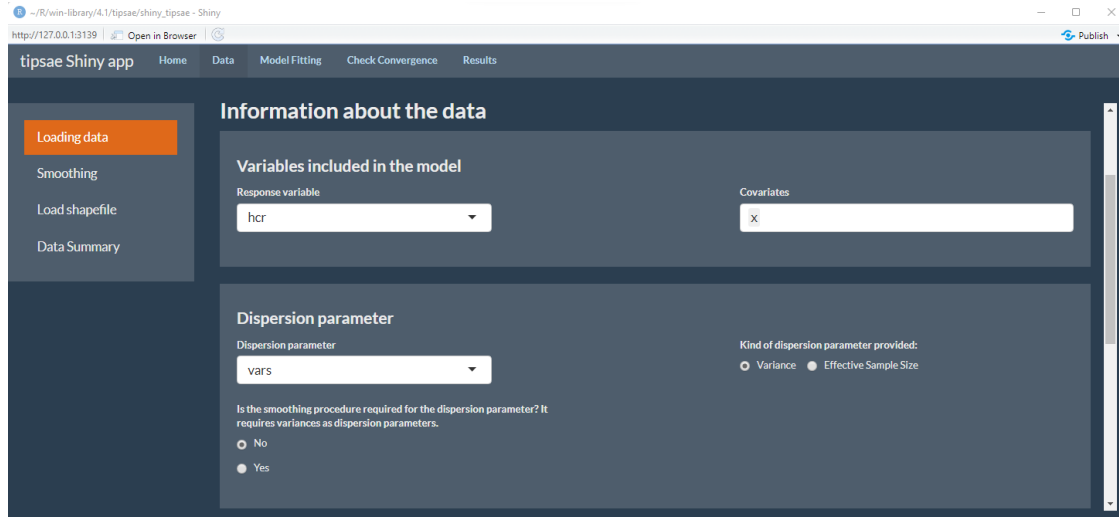 ~/R/win-library/4.1/tipsae/shiny_tipsae - Shiny
http://127.0.0.1:3139 Open in Browser Publish
tipsae Shiny app Home Data Model Fitting Check Convergence Results
Loading data
Smoothing
Load shapefile
Data Summary
Information about the data
Variables included in the model
Response variable
hcr
Covariates
x
Dispersion parameter
Dispersion parameter
vars
Kind of dispersion parameter provided:
Variance Effective Sample Size
Is the smoothing procedure required for the dispersion parameter? It
requires variances as dispersion parameters.
No
Yes